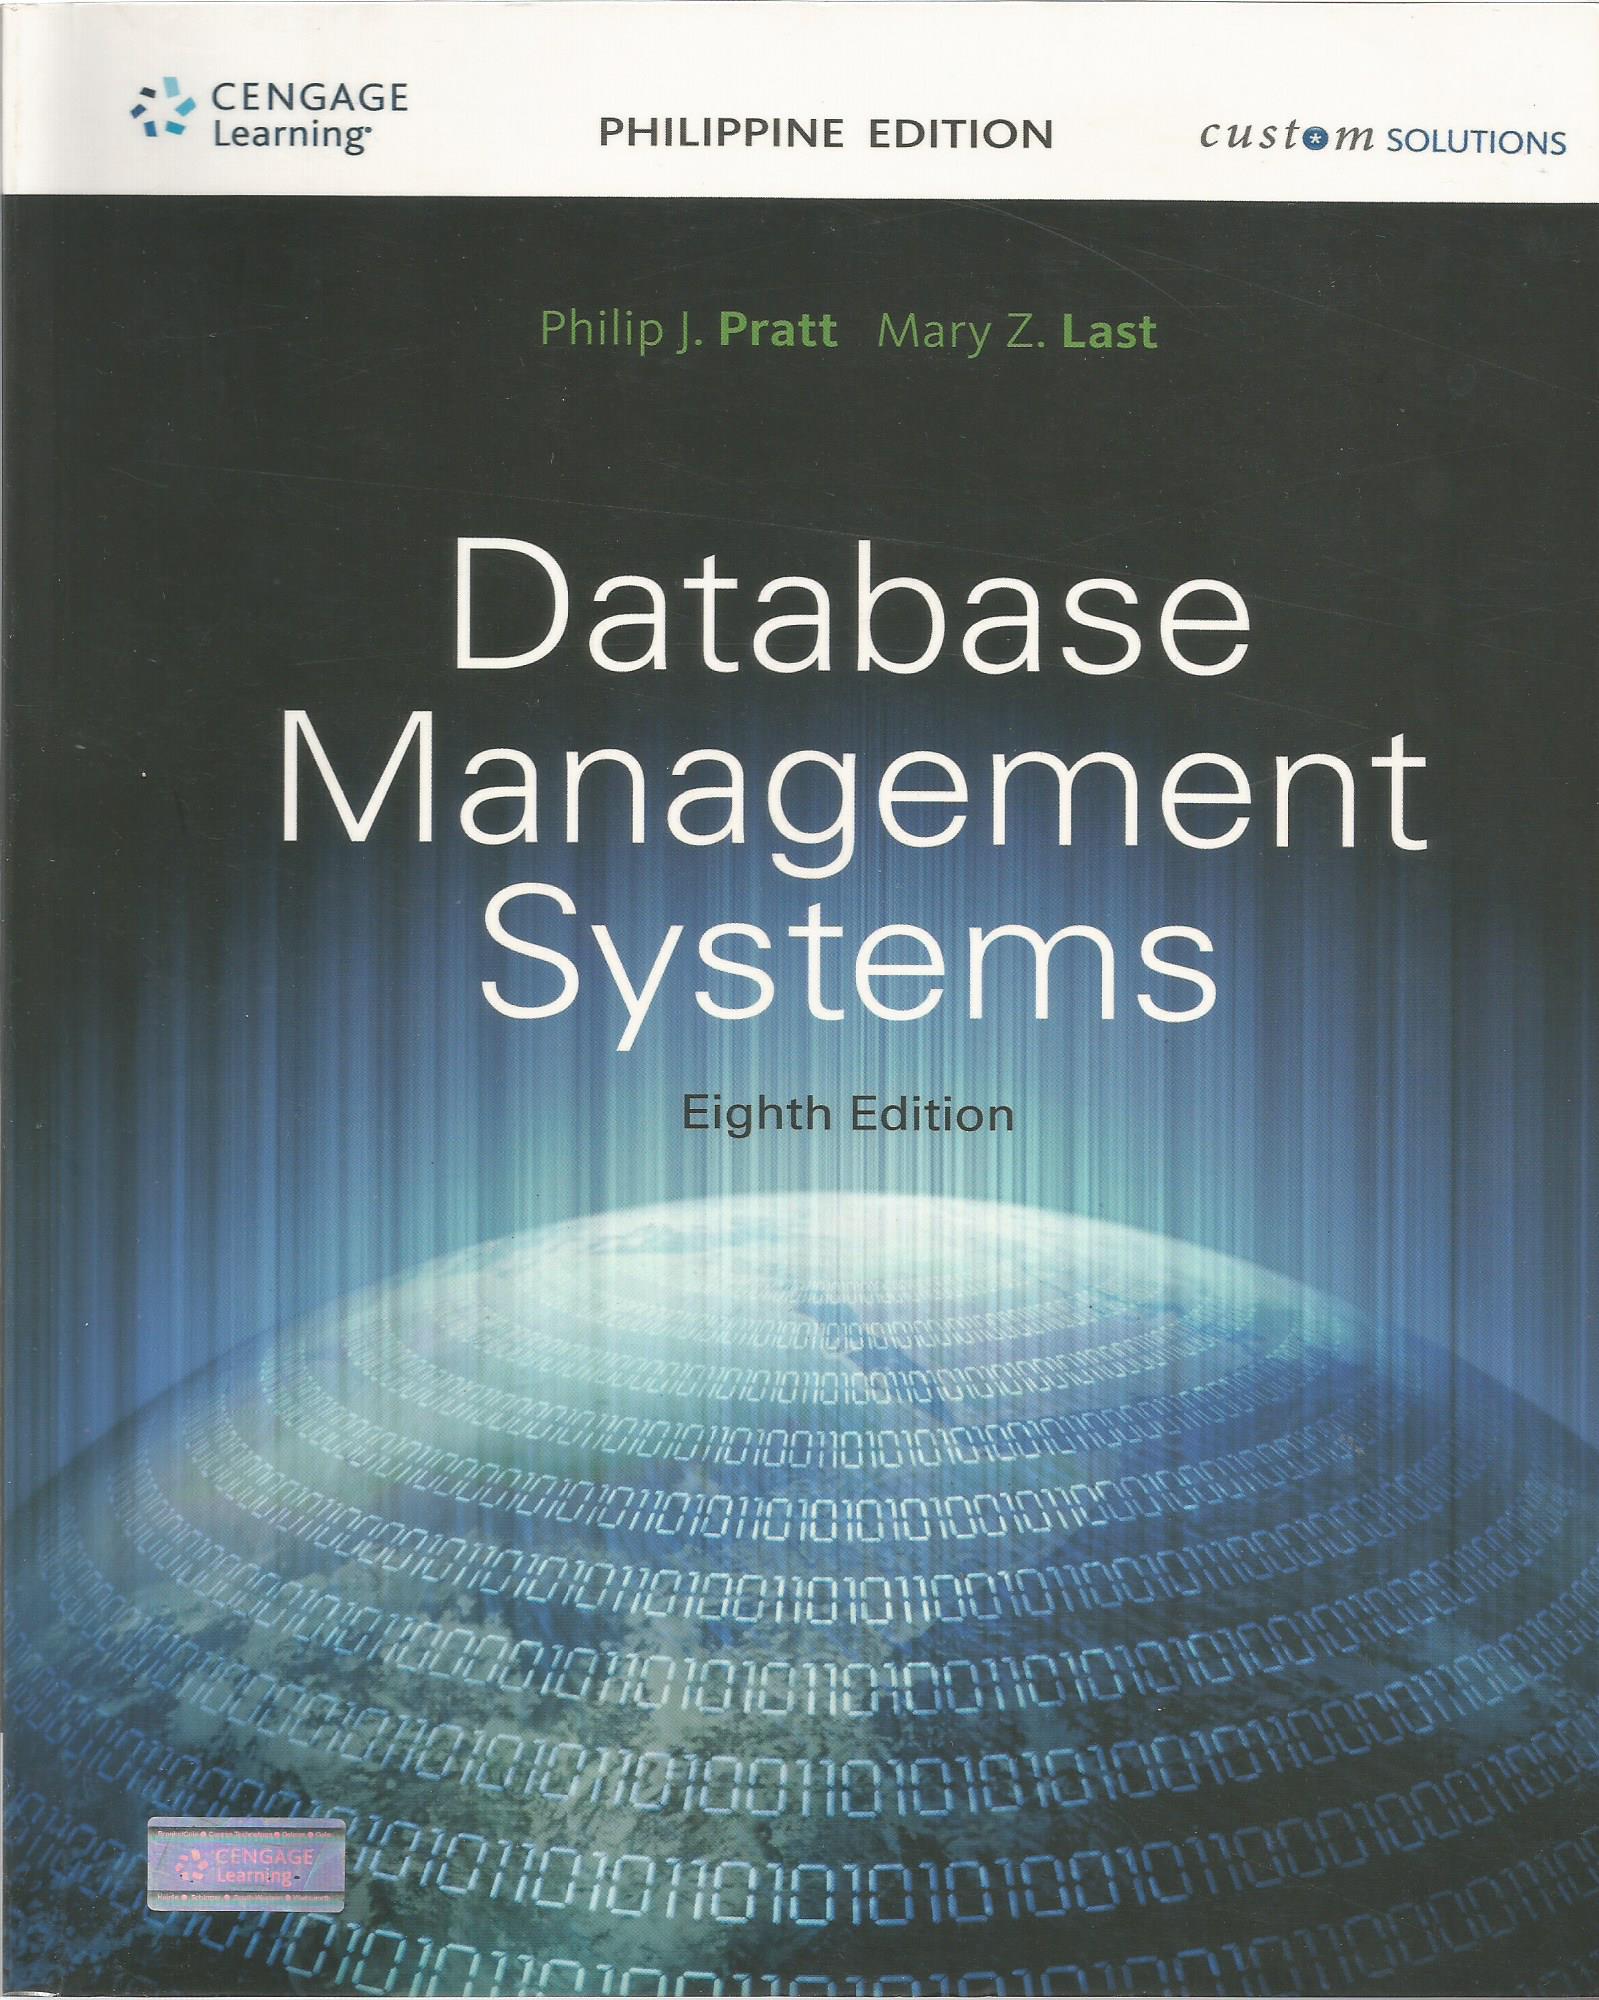 CENGAGE
Learning
PHILIPPINE EDITION
custom SOLUTIONS
Philip J. Pratt Mary Z. Last
Database
Management
Systems
Eighth Edition
CENGAGE
Learning